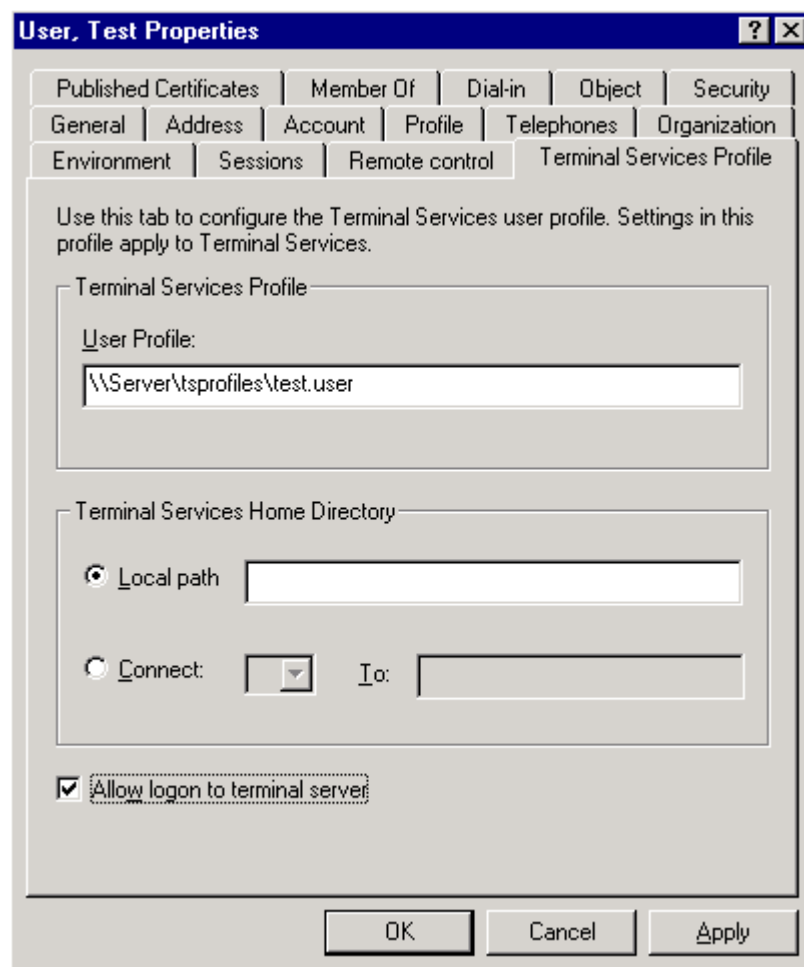 User, Test Properties
Published Certificates Member Of Dial-in Object Security
General Address Account Profile Telephones Organization
Environment Sessions Remote control Terminal Services Profile
Use this tab to configure the Terminal Services user profile. Settings in this
profile apply to Terminal Services.
Terminal Services Profile
User Profile:
\\Server\tsprofiles\test.user
Terminal Services Home Directory
Local path
Connect: To:
Allow logon to terminal server
OK Cancel Apply